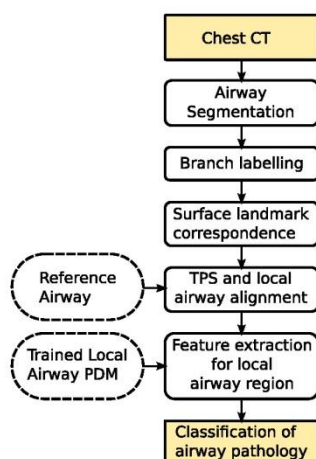 Chest CT
Airway
Segmentation
Branch labelling
Surface landmark
correspondence
Reference
Airway
TPS and local
airway alignment
Trained Local
Airway PDM
Feature extraction
for local
airway region
Classification of
airway pathology